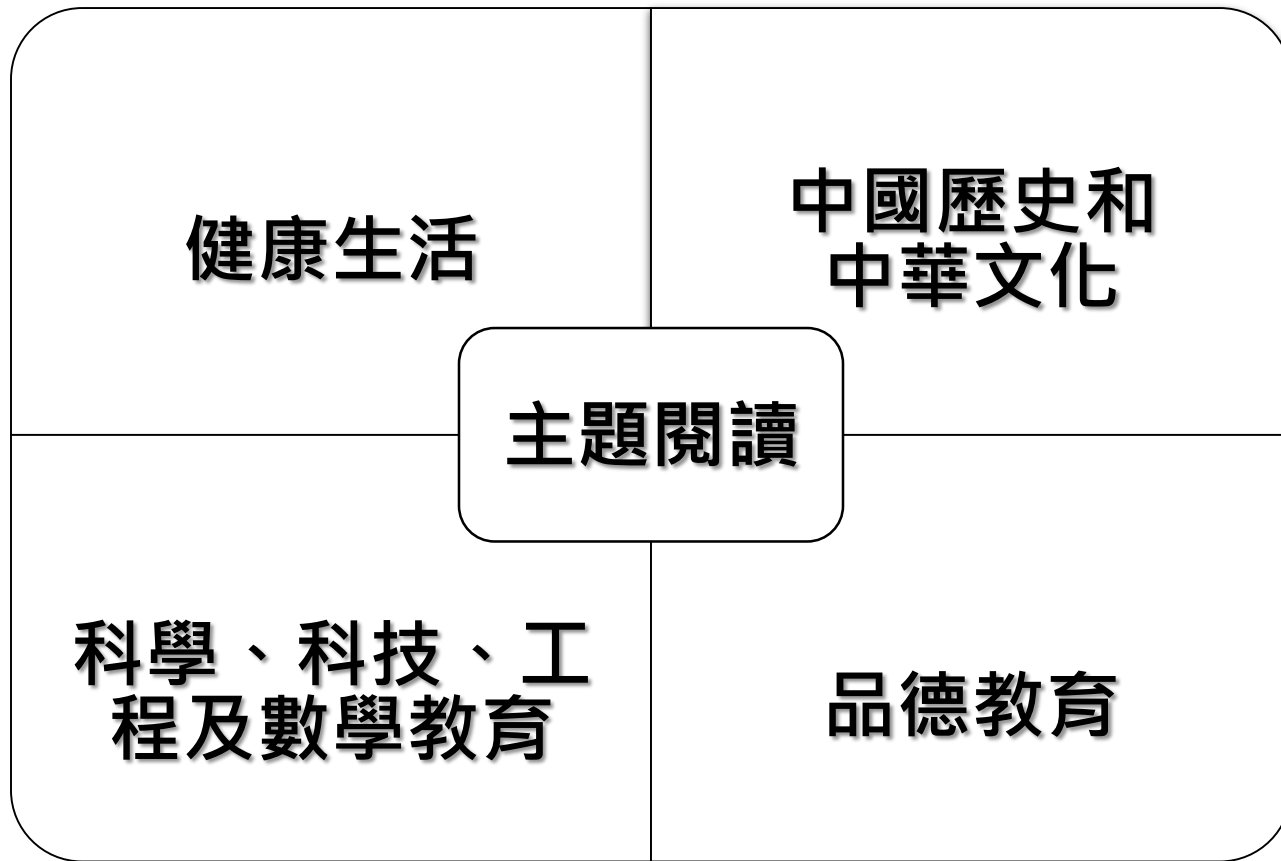 健康生活
中國歷史和
中華文化
主題閱讀
科學、科技、工
程及數學教育
品德教育